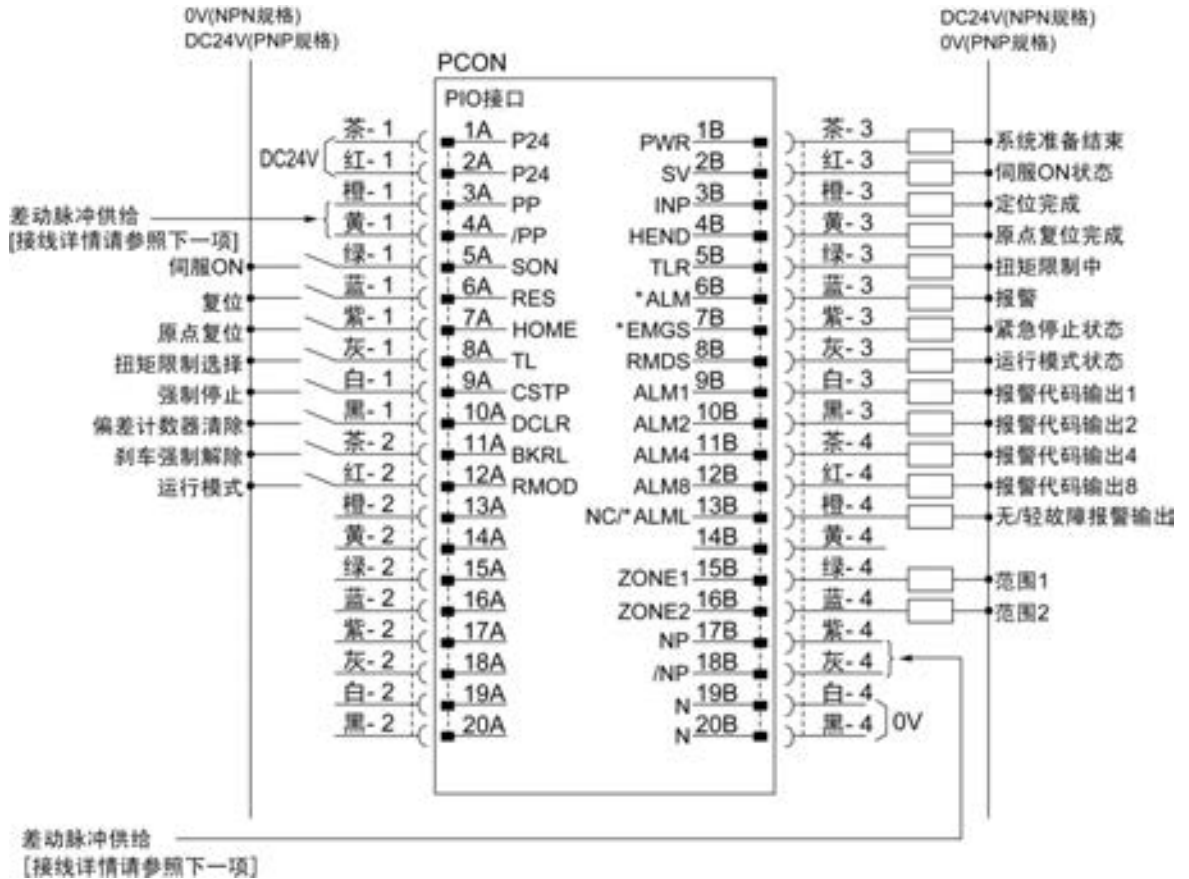 0V(NPN规格)
DC24V(PNP规格)
DC24V(NPN规格)
0V(PNP规格)
PCON
PIO接口
DC24V
茶- 1 1A P24
红- 1 2A P24
橙- 1 3A PP
黄- 1 4A /PP
差动脉冲供给
[接线详情请参照下一项]
伺服ON 绿- 1 5A SON
复位 蓝- 1 6A RES
原点复位 紫- 1 7A HOME
扭矩限制选择 灰- 1 8A TL
强制停止 白- 1 9A CSTP
偏差计数器清除 黑- 1 10A DCLR
刹车强制解除 茶- 2 11A BKRL
运行模式 红- 2 12A RMOD
橙- 2 13A
黄- 2 14A
绿- 2 15A
蓝- 2 16A
紫- 2 17A
灰- 2 18A
白- 2 19A
黑- 2 20A
PWR 1B 茶- 3 系统准备结束
SV 2B 红- 3 伺服ON状态
INP 3B 橙- 3 定位完成
HEND 4B 黄- 3 原点复位完成
TLR 5B 绿- 3 扭矩限制中
*ALM 6B 蓝- 3 报警
*EMGS 7B 紫- 3 紧急停止状态
RMDS 8B 灰- 3 运行模式状态
ALM1 9B 白- 3 报警代码输出1
ALM2 10B 黑- 3 报警代码输出2
ALM4 11B 茶- 4 报警代码输出4
ALM8 12B 红- 4 报警代码输出8
NC/*ALML 13B 橙- 4 无/轻故障报警输出
14B 黄- 4
ZONE1 15B 绿- 4 范围1
ZONE2 16B 蓝- 4 范围2
NP 17B 紫- 4
/NP 18B 灰- 4
N 19B 白- 4
N 20B 黑- 4
0V
差动脉冲供给
[接线详情请参照下一项]